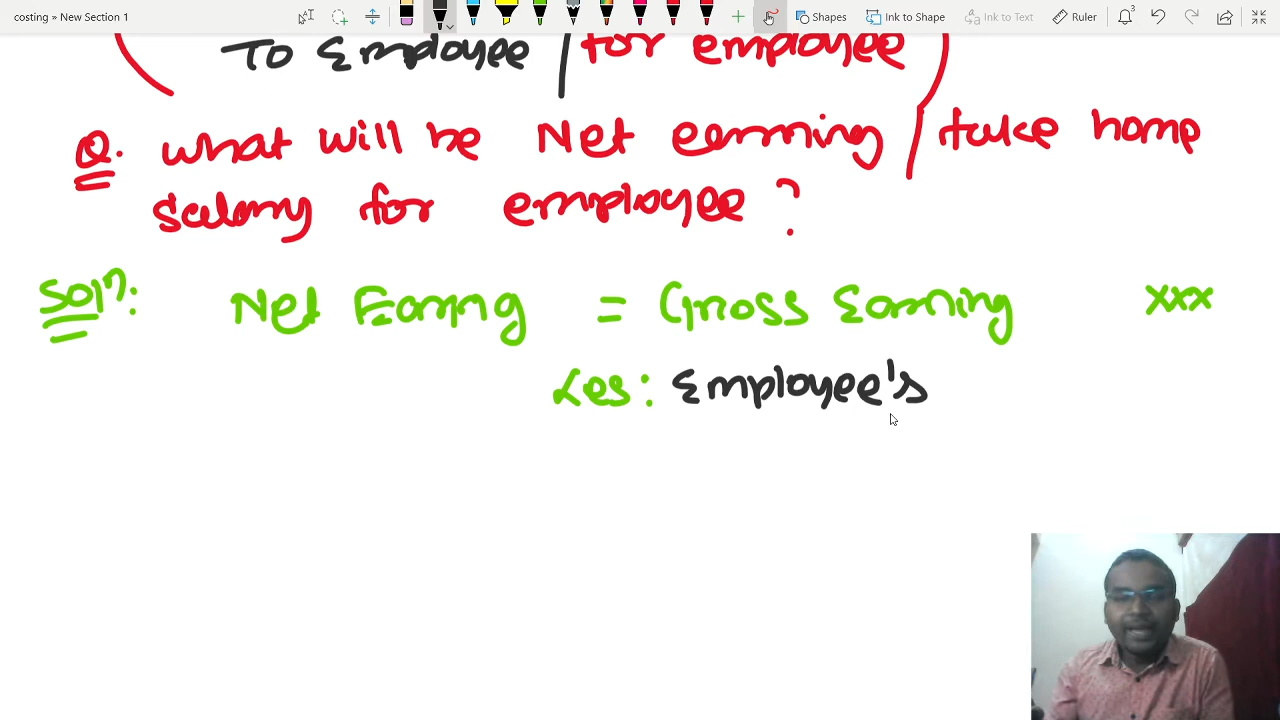 costing » New Section 1
Shapes Ink to Shape Ink to Text Ruler
To Employee / for employee
Q. what will be Net earning / take home
salary for employee?
Soln: Net Earning = Gross Earning xxx
Les: Employee's